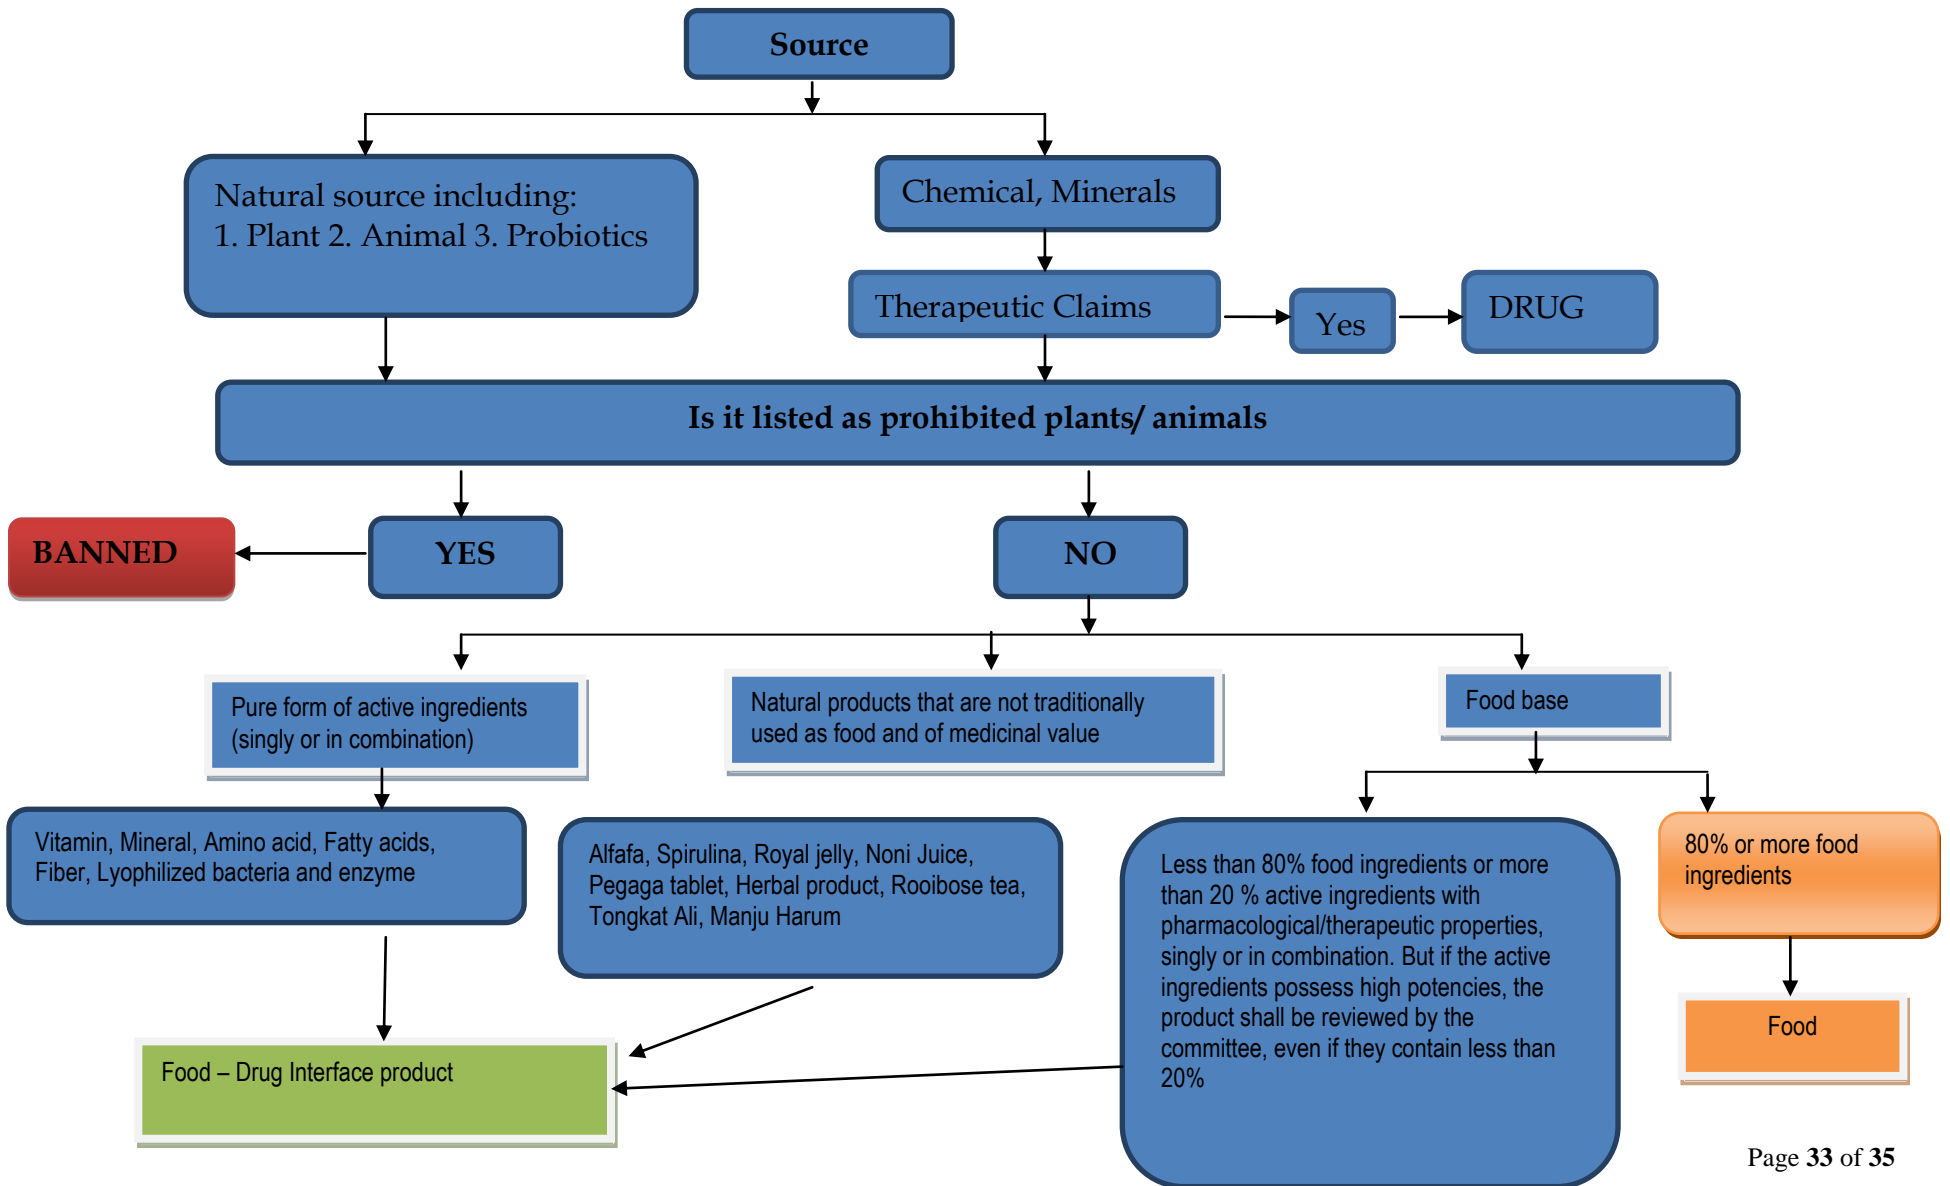 Source
Natural source including:
1. Plant 2. Animal 3. Probiotics
Chemical, Minerals
Therapeutic Claims
Yes
DRUG
Is it listed as prohibited plants/ animals
BANNED
YES
NO
Pure form of active ingredients
(singly or in combination)
Natural products that are not traditionally
used as food and of medicinal value
Food base
Vitamin, Mineral, Amino acid, Fatty acids,
Fiber, Lyophilized bacteria and enzyme
Alfafa, Spirulina, Royal jelly, Noni Juice,
Pegaga tablet, Herbal product, Rooibose tea,
Tongkat Ali, Manju Harum
Less than 80% food ingredients or more
than 20 % active ingredients with
pharmacological/therapeutic properties,
singly or in combination. But if the active
ingredients possess high potencies, the
product shall be reviewed by the
committee, even if they contain less than
20%
80% or more food
ingredients
Food
Food – Drug Interface product
Page 33 of 35